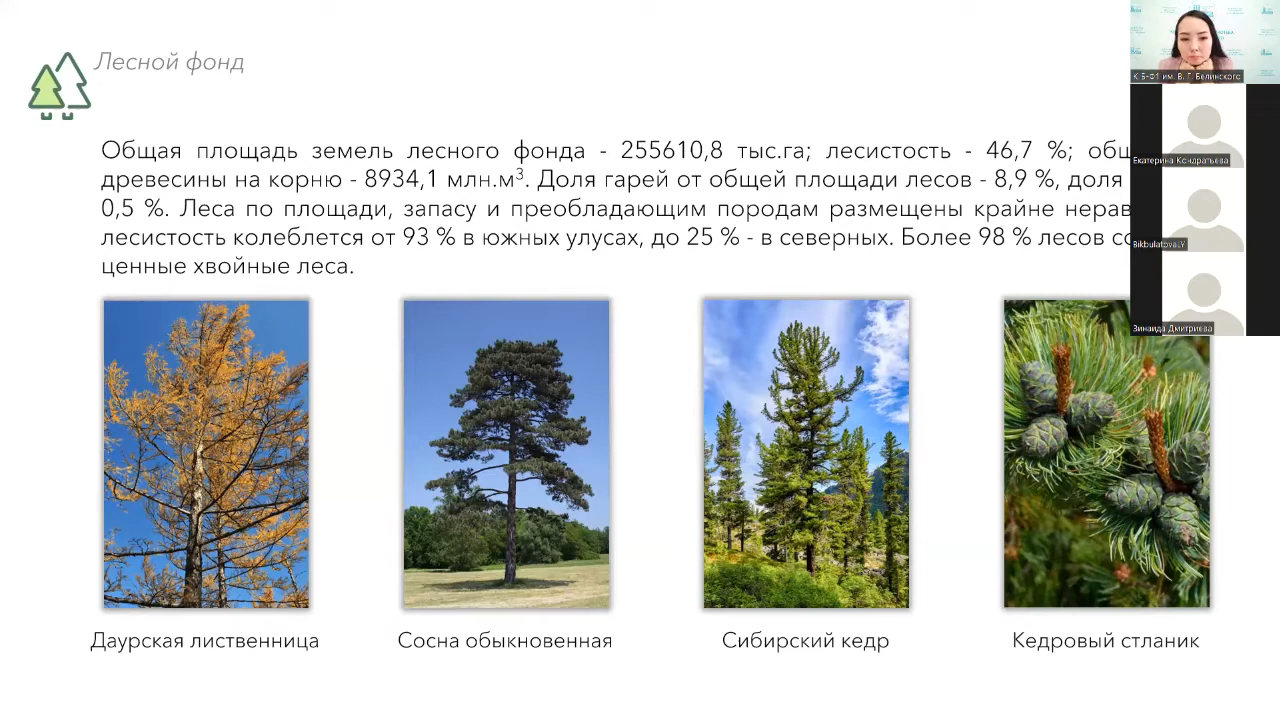 Лесной фонд
Общая площадь земель лесного фонда - 255610,8 тыс.га; лесистость - 46,7 %;
древесины на корню - 8934,1 млн.м³. Доля гарей от общей площади лесов - 8,9 %, доля
0,5 %. Леса по площади, запасу и преобладающим породам размещены крайне
лесистость колеблется от 93 % в южных улусах, до 25 % - в северных. Более 98 % лесов
ценные хвойные леса.
Даурская лиственница
Сосна обыкновенная
Сибирский кедр
Кедровый стланик
им. В. Г. Белинского
Екатерина Кондратьева
Зинаида Дмитриева